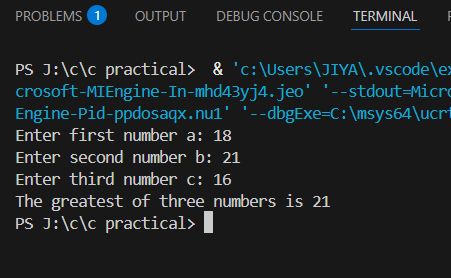 PROBLEMS 1 OUTPUT DEBUG CONSOLE TERMINAL
PS J:\c\c practical> & 'c:\Users\JIYA\.vscode\ex
crosoft-MIEngine-In-mhd43yj4.jeo' '--stdout=Micro
Engine-Pid-ppdosaqx.nu1' '--dbgExe=C:\msys64\ucrt
Enter first number a: 18
Enter second number b: 21
Enter third number c: 16
The greatest of three numbers is 21
PS J:\c\c practical>